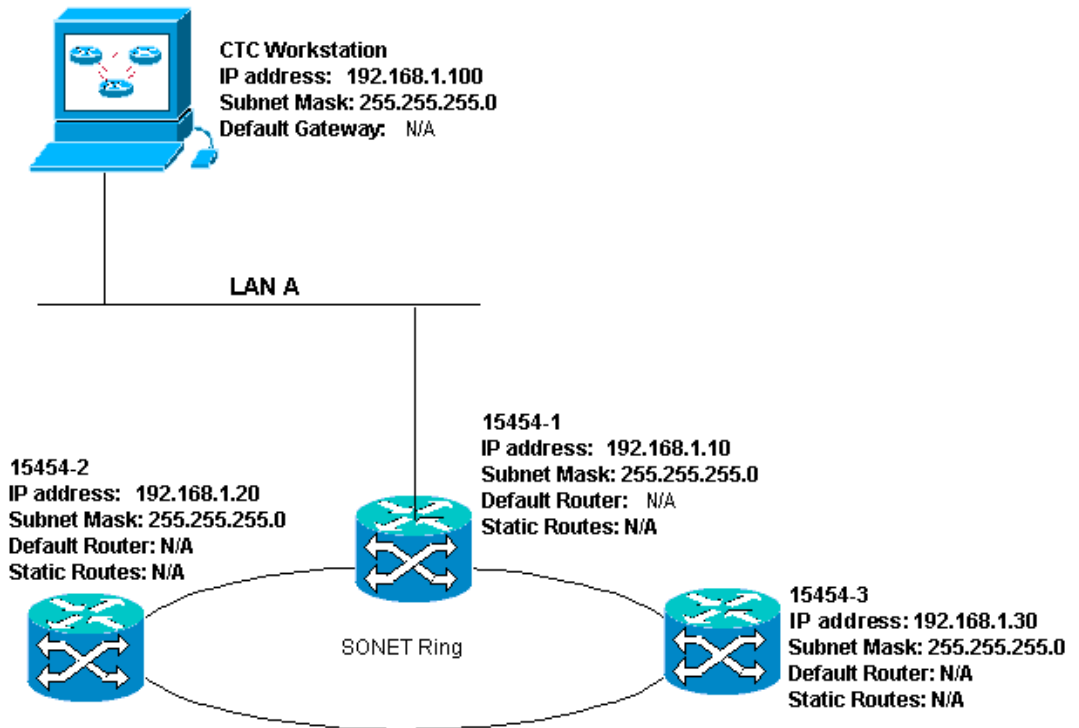 CTC Workstation
IP address: 192.168.1.100
Subnet Mask: 255.255.255.0
Default Gateway: N/A
LAN A
15454-1
IP address: 192.168.1.10
Subnet Mask: 255.255.255.0
Default Router: N/A
Static Routes: N/A
15454-2
IP address: 192.168.1.20
Subnet Mask: 255.255.255.0
Default Router: N/A
Static Routes: N/A
15454-3
IP address: 192.168.1.30
Subnet Mask: 255.255.255.0
Default Router: N/A
Static Routes: N/A
SONET Ring